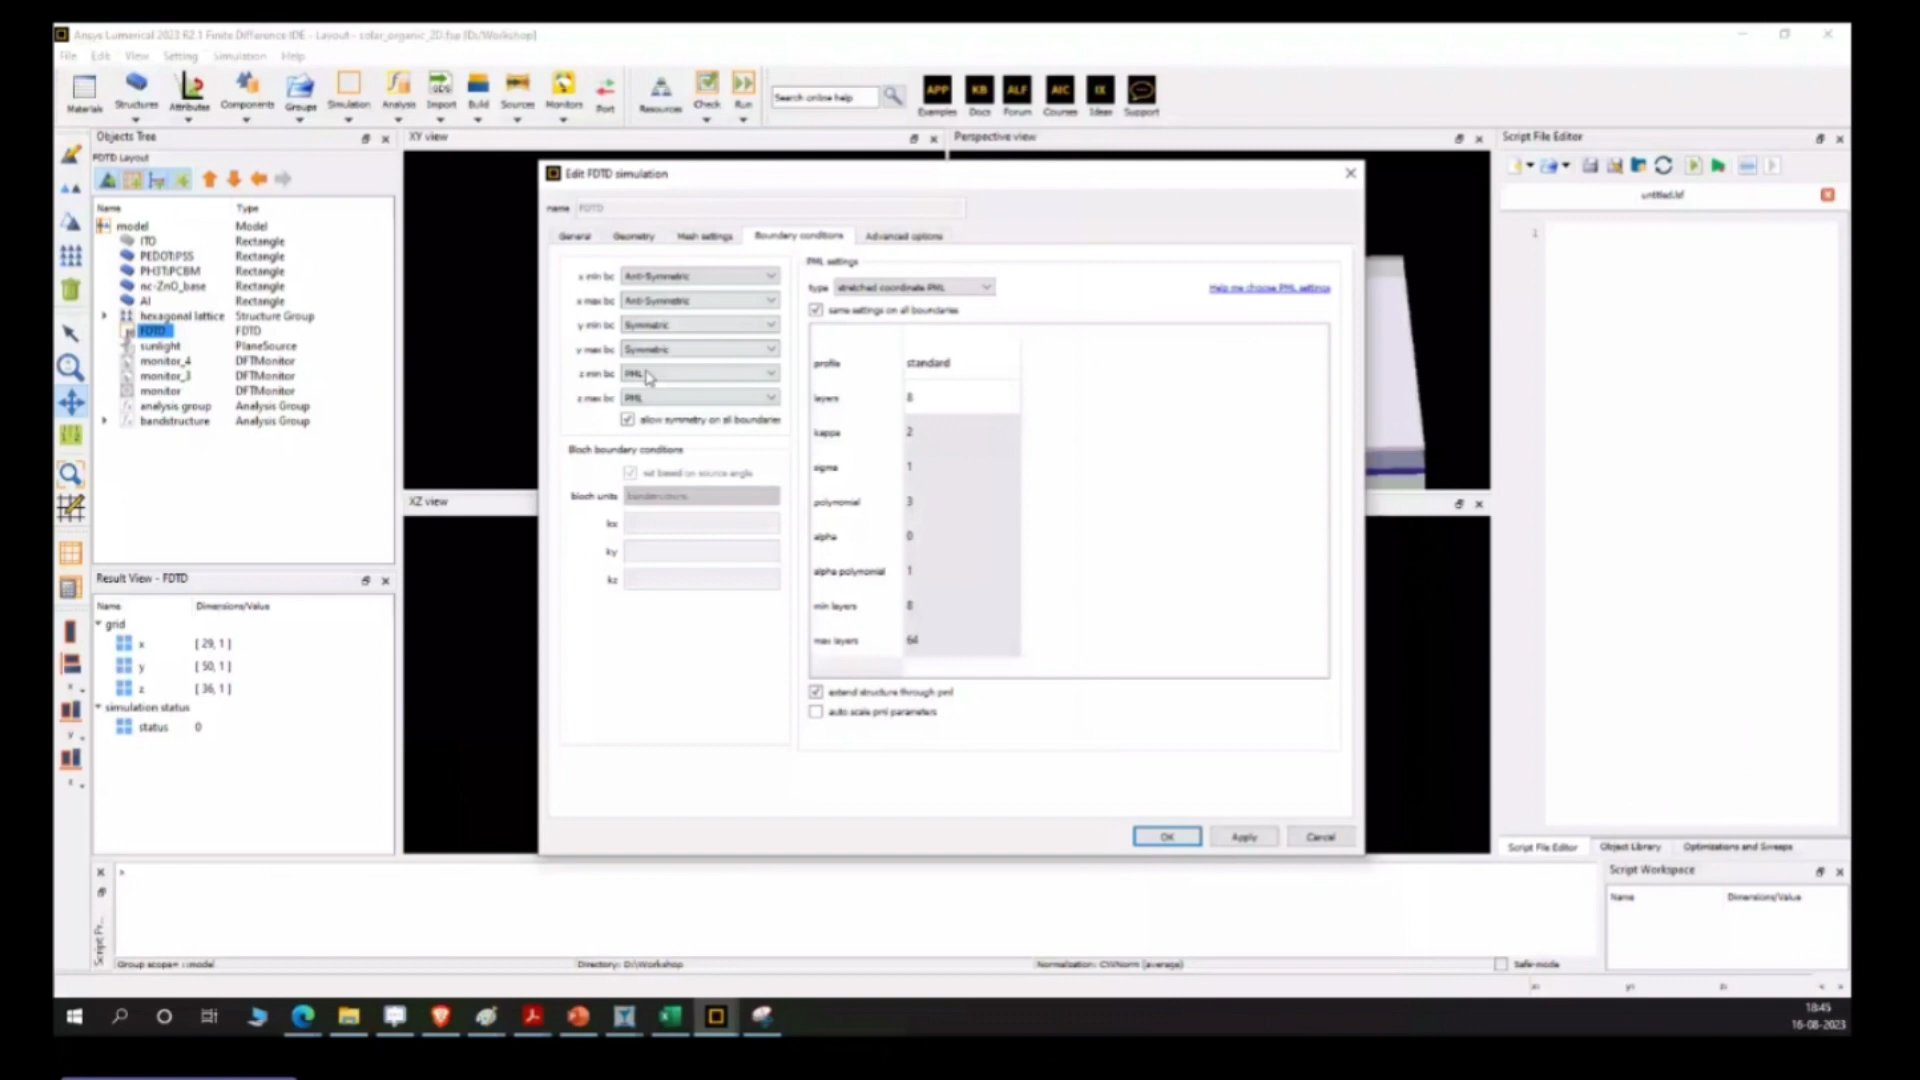 Ansys Lumerical 2023 R2.1 Finite Difference IDE - Layout - solar_organic_2D.fsp [D:/Workshop]
File Edit View Setting Simulation Help
Materials Structures Attributes Components Groups Simulation Analysis Import Build Sources Monitors Port Resources Check Run
Search online help
APP KB ALF AIC IX
Examples Docs Forum Courses Ideas Support
Objects Tree
FDTD Layout
Name Type
model Model
ITO Rectangle
PEDOT:PSS Rectangle
PH3T:PCBM Rectangle
nc-ZnO_base Rectangle
Al Rectangle
hexagonal lattice Structure Group
FDTD FDTD
sunlight PlaneSource
monitor_4 DFTMonitor
monitor_3 DFTMonitor
monitor DFTMonitor
analysis group Analysis Group
bandstructure Analysis Group
Result View - FDTD
Name Dimensions/Value
grid
x [ 29, 1 ]
y [ 50, 1 ]
z [ 36, 1 ]
simulation status
status 0
XY view
Perspective view
XZ view
Edit FDTD simulation
name FDTD
General Geometry Mesh settings Boundary conditions Advanced options
x min bc Anti-Symmetric
x max bc Anti-Symmetric
y min bc Symmetric
y max bc Symmetric
z min bc PML
z max bc PML
allow symmetry on all boundaries
Bloch boundary conditions
set based on source angle
bloch units bandstructure
kx
ky
kz
PML settings
type stretched coordinate PML
Help me choose PML settings
same settings on all boundaries
profile standard
layers 8
kappa 2
sigma 1
polynomial 3
alpha 0
alpha polynomial 1
min layers 8
max layers 64
extend structure through pml
auto scale pml parameters
OK Apply Cancel
Script File Editor
untitled.lsf
1
Script File Editor Object Library Optimizations and Sweeps
Script Workspace
Name Dimensions/Value
>
Script Pr...
Group scope= ::model
Directory: D:/Workshop
Normalization: CWNorm (average)
Safe-mode
18:45
16-08-2023